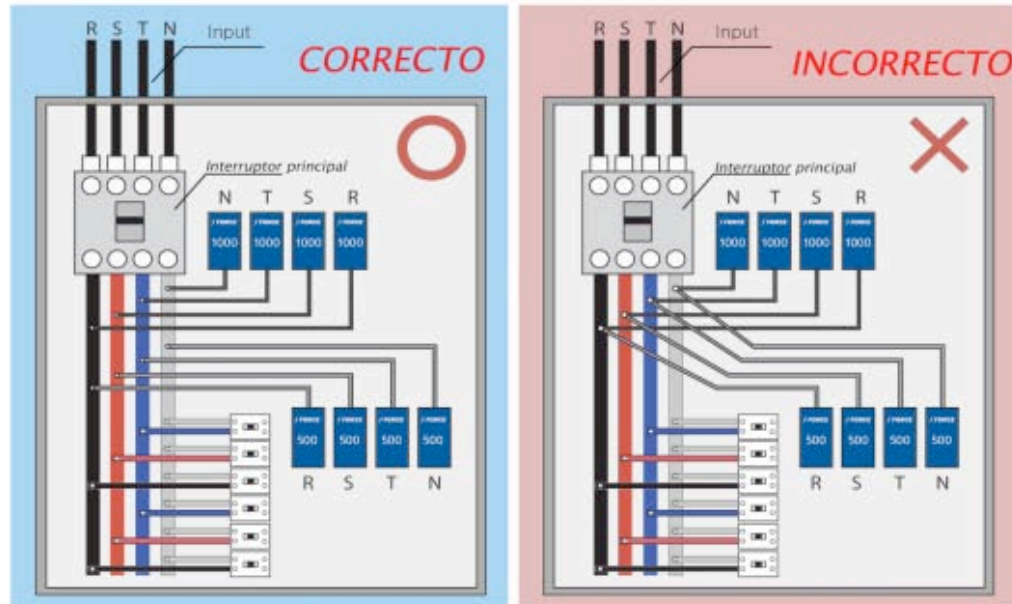 R S T N
Input
CORRECTO
Interruptor principal
N T S R
1000 1000 1000 1000
500 500 500 500
R S T N
R S T N
Input
INCORRECTO
Interruptor principal
N T S R
1000 1000 1000 1000
500 500 500 500
R S T N